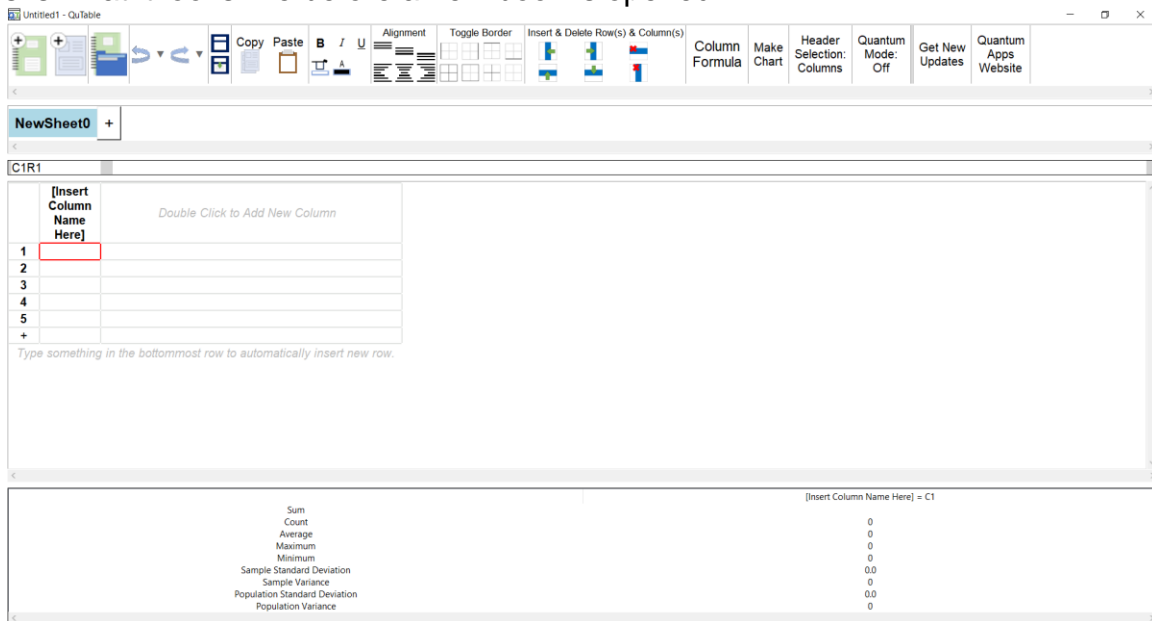 Untitled1 - QuTable
Copy Paste B I U Alignment Toggle Border Insert & Delete Row(s) & Column(s) Column Formula Make Chart Header Selection: Columns Quantum Mode: Off Get New Updates Quantum Apps Website
A
NewSheet0 +
C1R1
[Insert
Column
Name
Here]
Double Click to Add New Column
1
2
3
4
5
+
Type something in the bottommost row to automatically insert new row.
[Insert Column Name Here] = C1
Sum
Count 0
Average 0
Maximum 0
Minimum 0
Sample Standard Deviation 0.0
Sample Variance 0
Population Standard Deviation 0.0
Population Variance 0